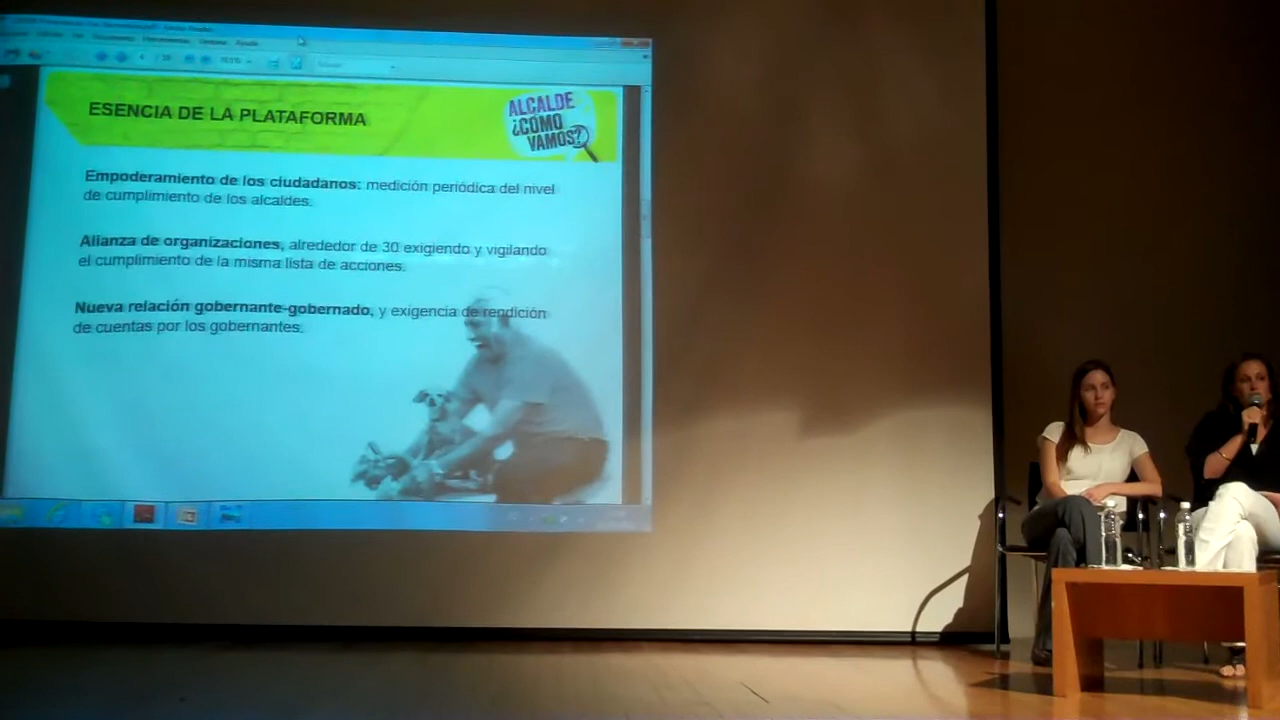 ESENCIA DE LA PLATAFORMA
ALCALDE
¿CÓMO
VAMOS?
Empoderamiento de los ciudadanos: medición periódica del nivel
de cumplimiento de los alcaldes.
Alianza de organizaciones, alrededor de 30 exigiendo y vigilando
el cumplimiento de la misma lista de acciones.
Nueva relación gobernante-gobernado, y exigencia de rendición
de cuentas por los gobernantes.